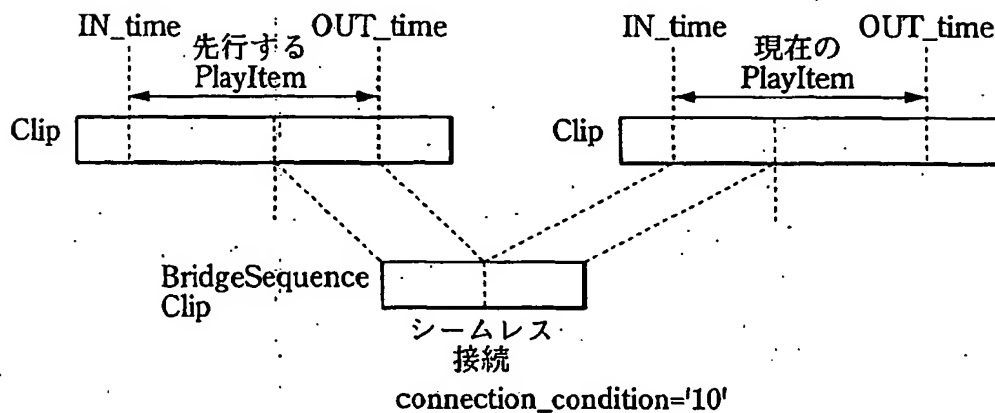 IN_time
OUT_time
先行する
PlayItem
Clip
IN_time
OUT_time
現在の
PlayItem
Clip
BridgeSequence
Clip
シームレス
接続
connection_condition='10'